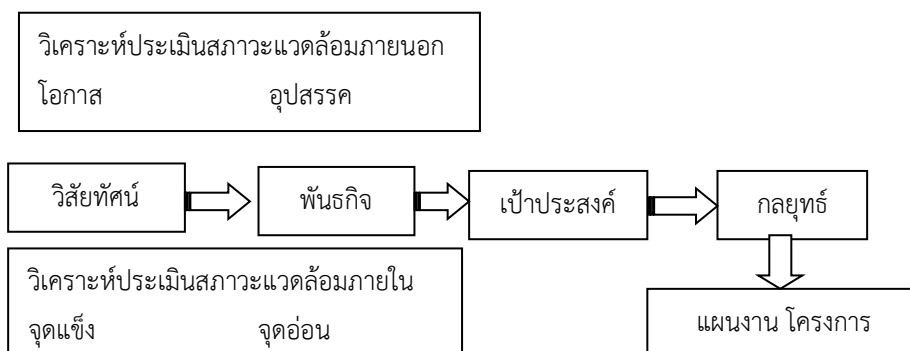 วิเคราะห์ประเมินสภาวะแวดล้อมภายนอก
โอกาส อุปสรรค
วิสัยทัศน์ พันธกิจ เป้าประสงค์ กลยุทธ์
วิเคราะห์ประเมินสภาวะแวดล้อมภายใน
จุดแข็ง จุดอ่อน
แผนงาน โครงการ